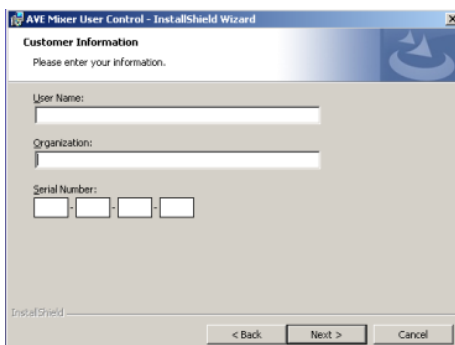 AVE Mixer User Control - InstallShield Wizard
Customer Information
Please enter your information.
User Name:
Organization:
Serial Number:
- - -
InstallShield
< Back Next > Cancel